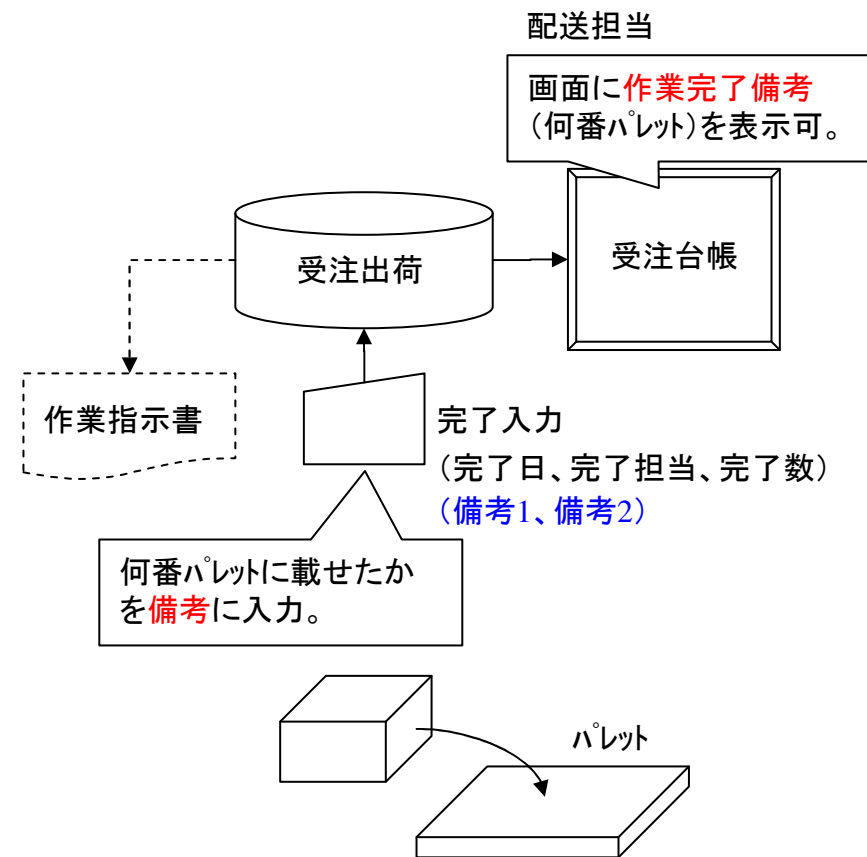 配送担当
画面に作業完了備考
（何番ﾊﾟﾚｯﾄ）を表示可。
受注出荷
受注台帳
作業指示書
完了入力
（完了日、完了担当、完了数）
（備考1、備考2）
何番ﾊﾟﾚｯﾄに載せたか
を備考に入力。
ﾊﾟﾚｯﾄ